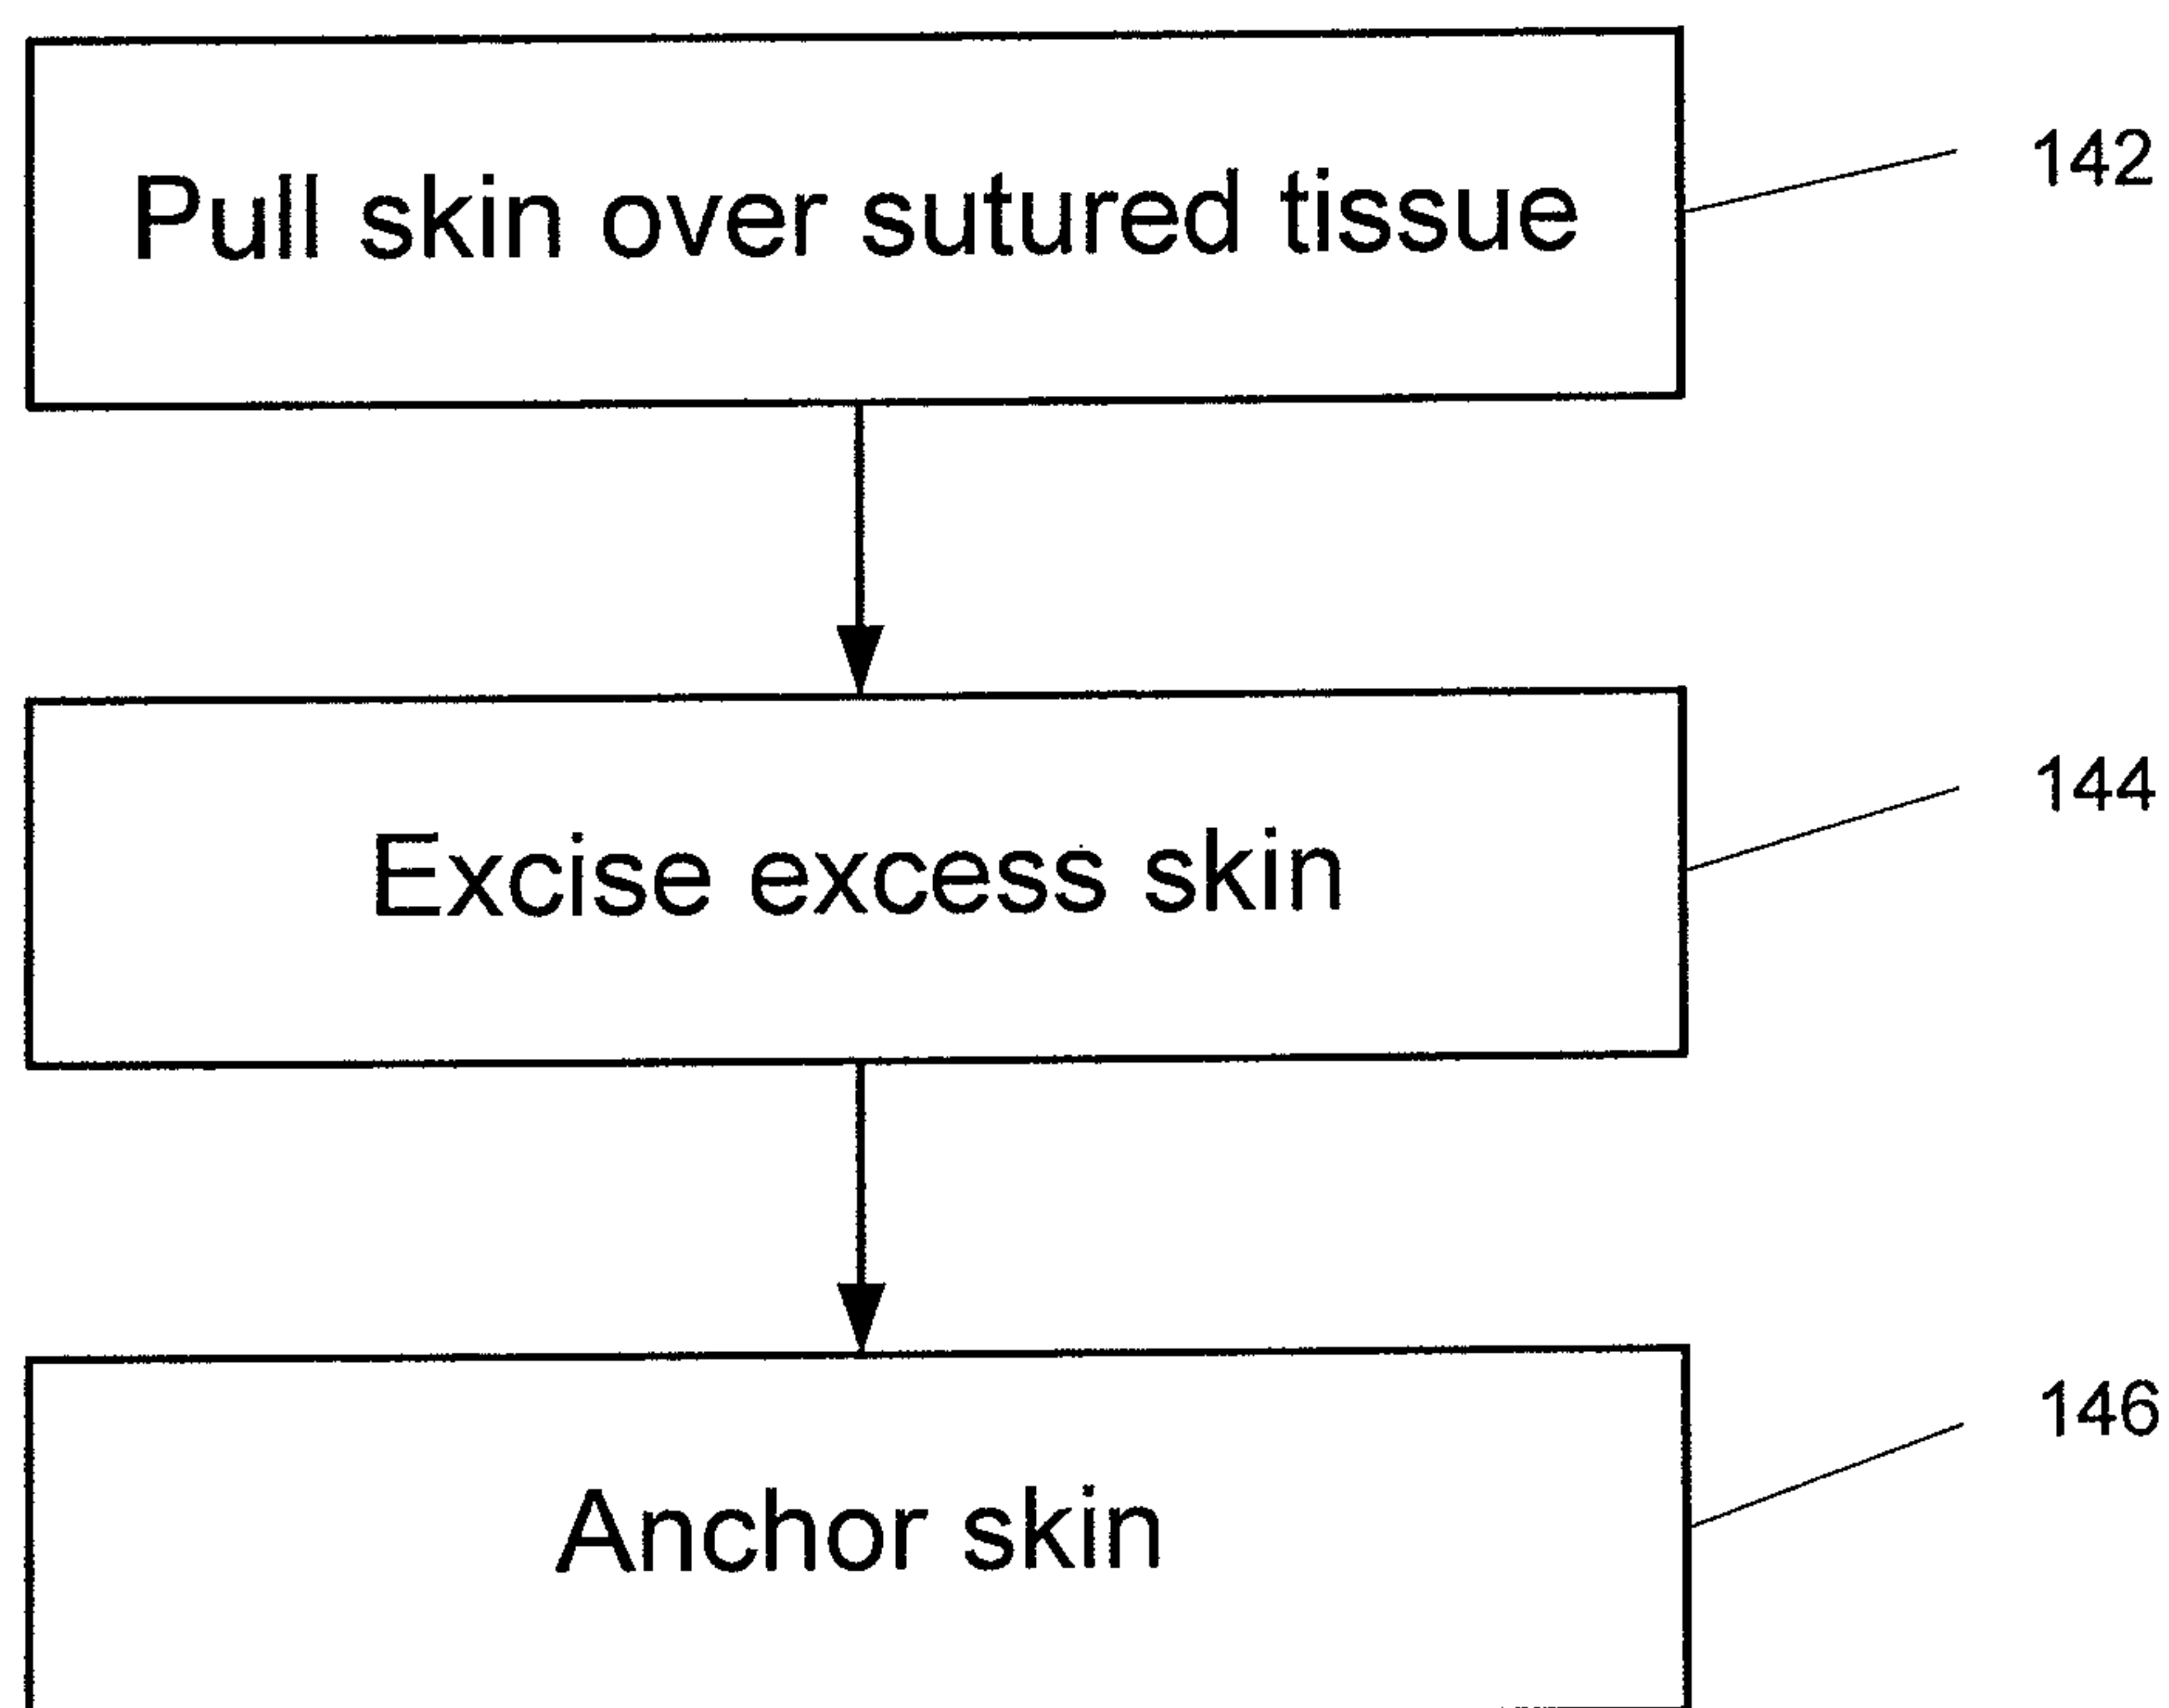 Pull skin over sutured tissue
142
Excise excess skin
144
Anchor skin
146